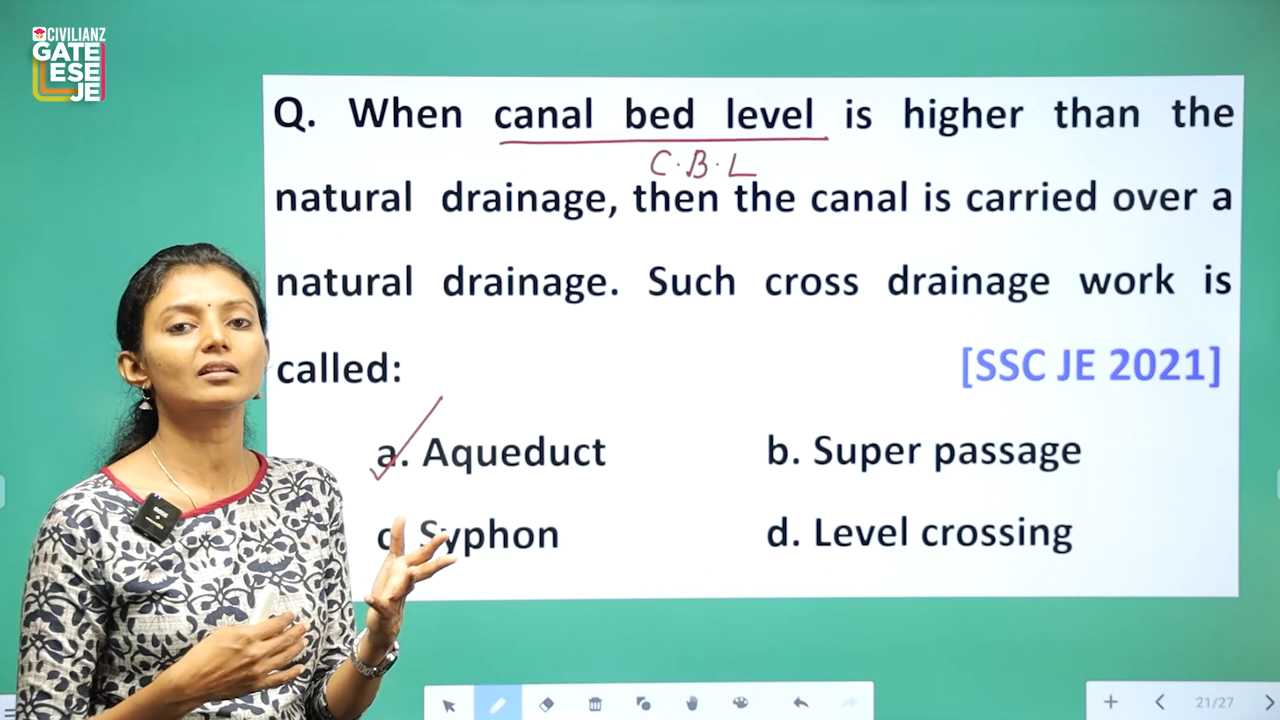 CIVILIANZ
GATE
ESE
JE
Q. When canal bed level is higher than the
C.B.L
natural drainage, then the canal is carried over a
natural drainage. Such cross drainage work is
called: [SSC JE 2021]
a. Aqueduct b. Super passage
c. Syphon d. Level crossing
21/27